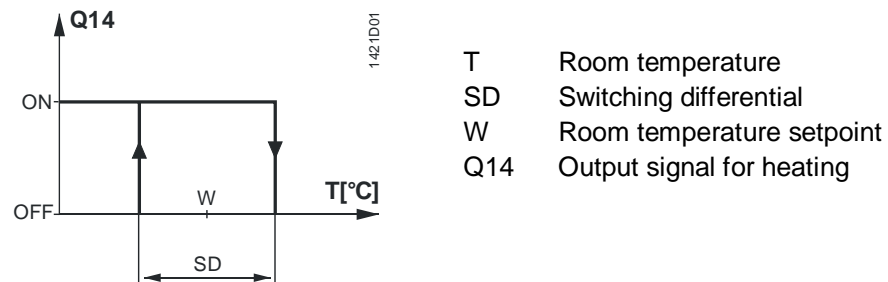 Q14
1421D01
ON
W
T[°C]
OFF
SD
T Room temperature
SD Switching differential
W Room temperature setpoint
Q14 Output signal for heating